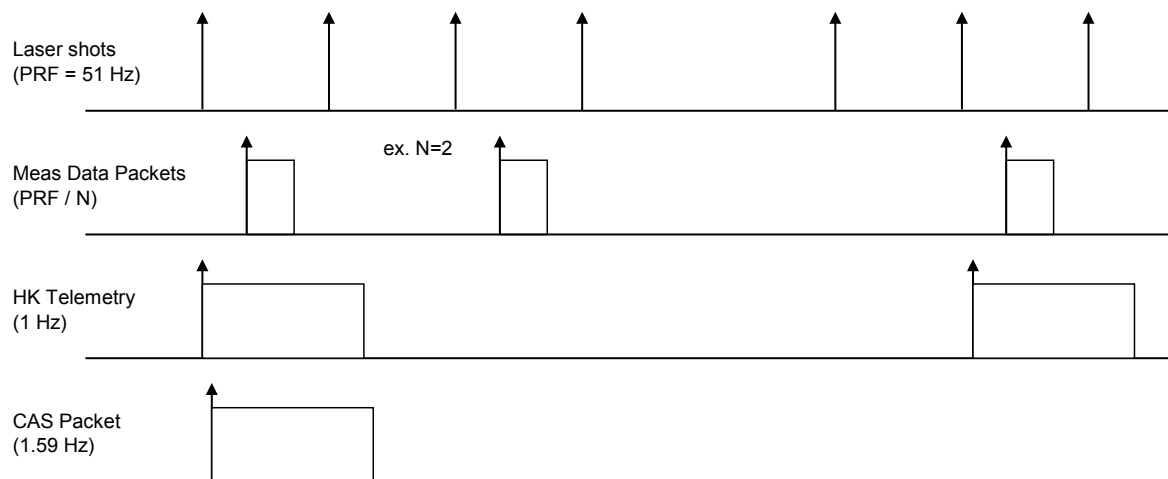 Laser shots
(PRF = 51 Hz)
ex. N=2
Meas Data Packets
(PRF / N)
HK Telemetry
(1 Hz)
CAS Packet
(1.59 Hz)